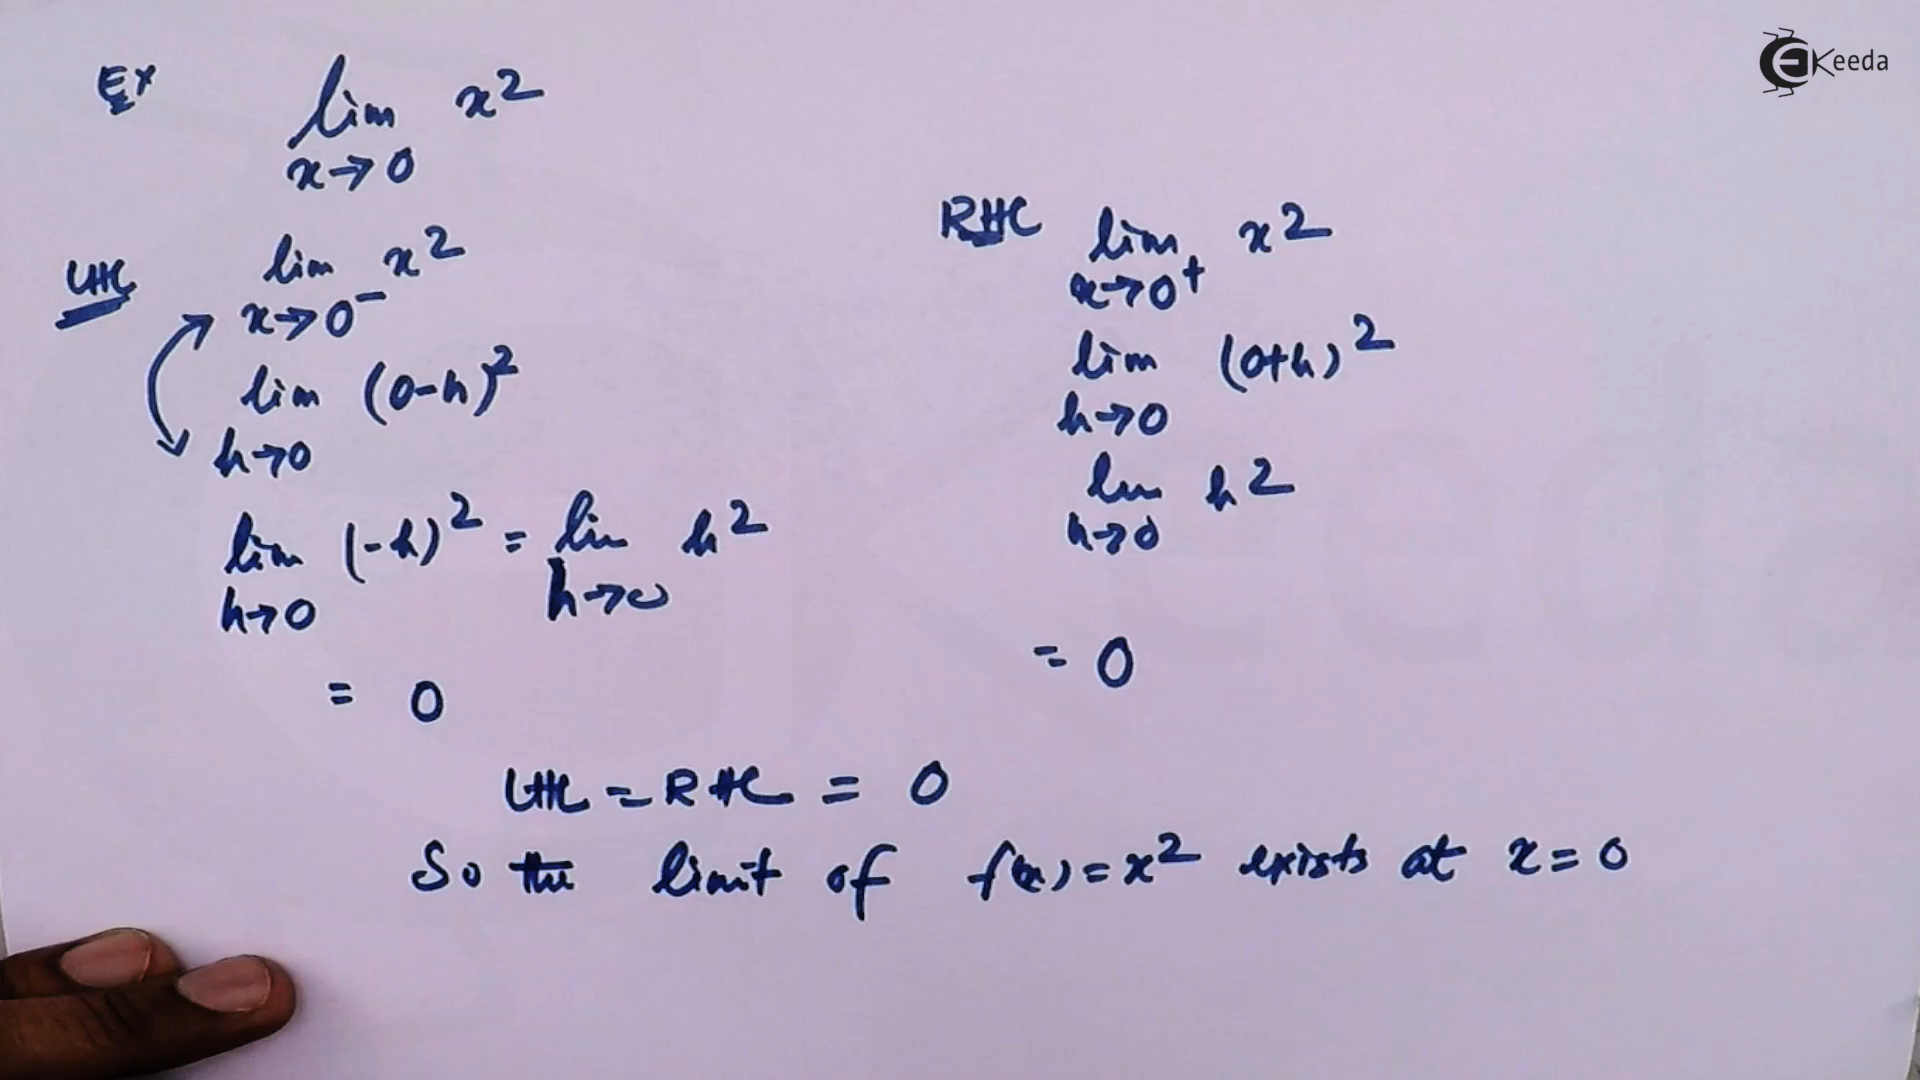 Ex lim x²
x→0
LHL lim x²
x→0⁻
lim (0-h)²
h→0
lim (-h)² = lim h²
h→0 h→0
= 0
RHL lim x²
x→0⁺
lim (0+h)²
h→0
lim h²
h→0
= 0
LHL = RHL = 0
So the limit of f(x) = x² exists at x = 0
EKeeda